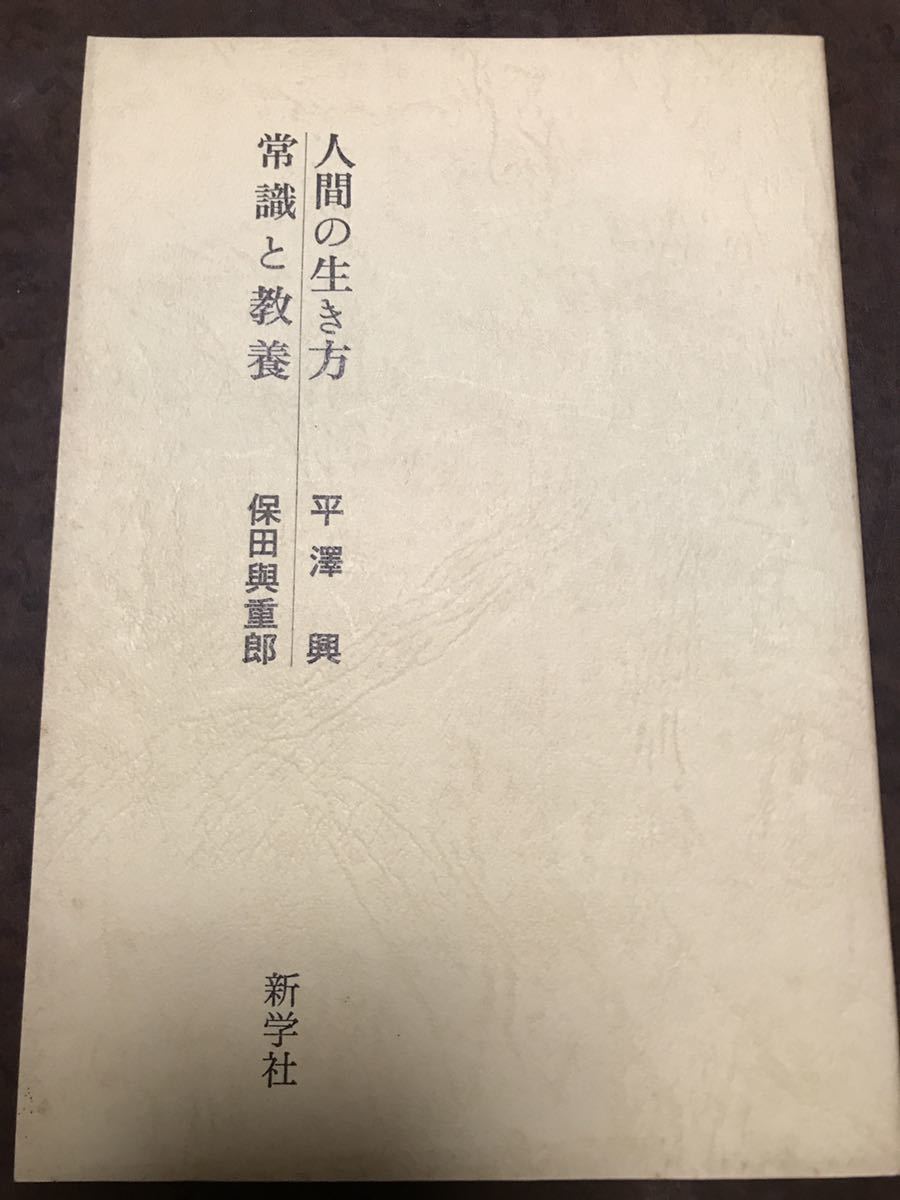 人間の生き方 平澤興
常識と教養 保田與重郎
新学社